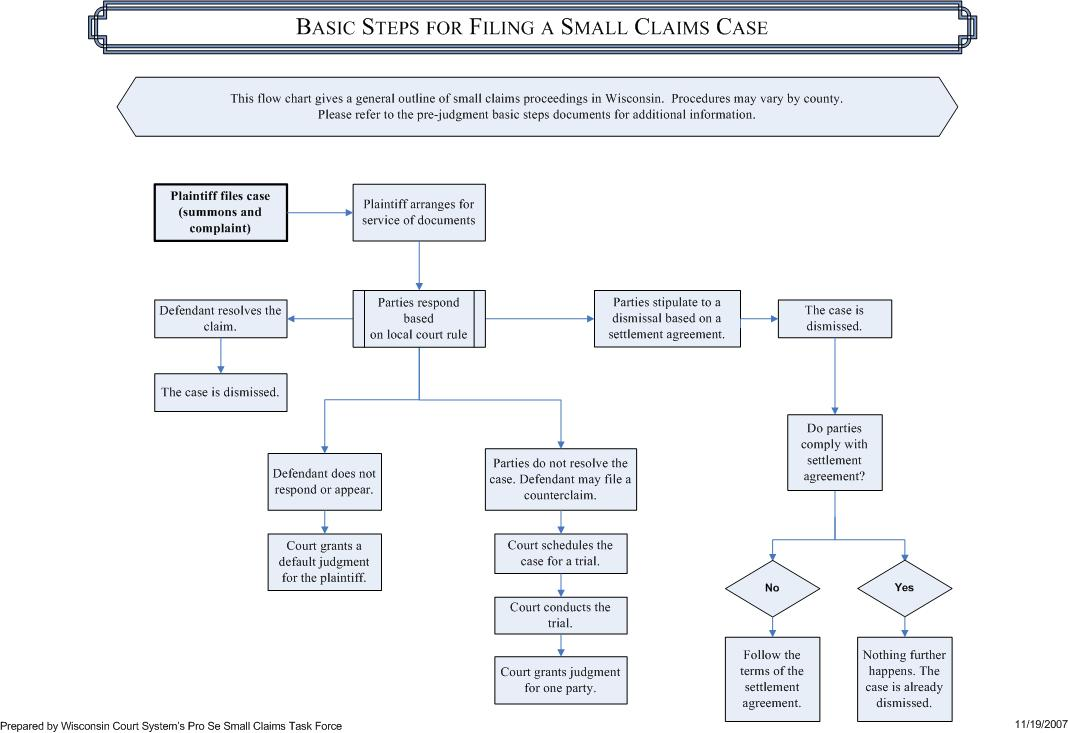 BASIC STEPS FOR FILING A SMALL CLAIMS CASE
This flow chart gives a general outline of small claims proceedings in Wisconsin.  Procedures may vary by county.
Please refer to the pre-judgment basic steps documents for additional information.
Plaintiff files case
(summons and
complaint)
Plaintiff arranges for
service of documents
Defendant resolves the
claim.
Parties respond
based
on local court rule
Parties stipulate to a
dismissal based on a
settlement agreement.
The case is
dismissed.
The case is dismissed.
Do parties
comply with
settlement
agreement?
Defendant does not
respond or appear.
Parties do not resolve the
case. Defendant may file a
counterclaim.
Court grants a
default judgment
for the plaintiff.
Court schedules the
case for a trial.
Court conducts the
trial.
Court grants judgment
for one party.
No
Yes
Follow the
terms of the
settlement
agreement.
Nothing further
happens. The
case is already
dismissed.
Prepared by Wisconsin Court System's Pro Se Small Claims Task Force
11/19/2007